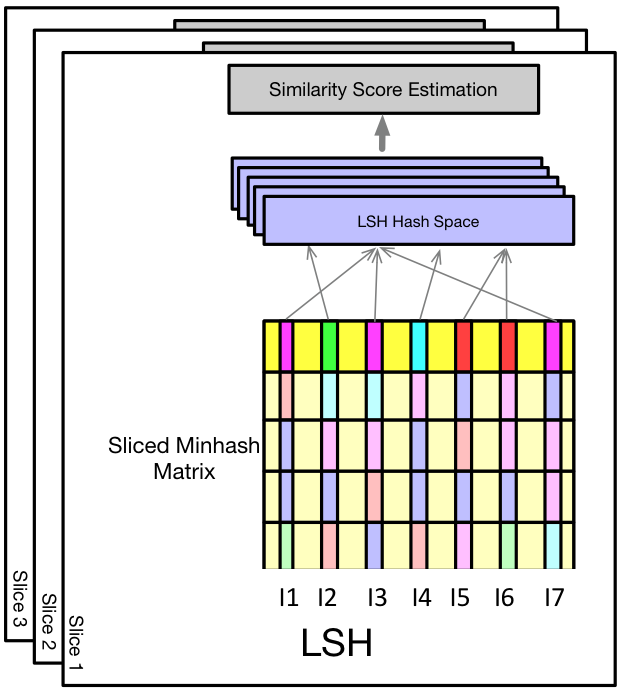 Similarity Score Estimation
LSH Hash Space
Sliced Minhash
Matrix
I1 I2 I3 I4 I5 I6 I7
LSH
Slice 3
Slice 2
Slice 1